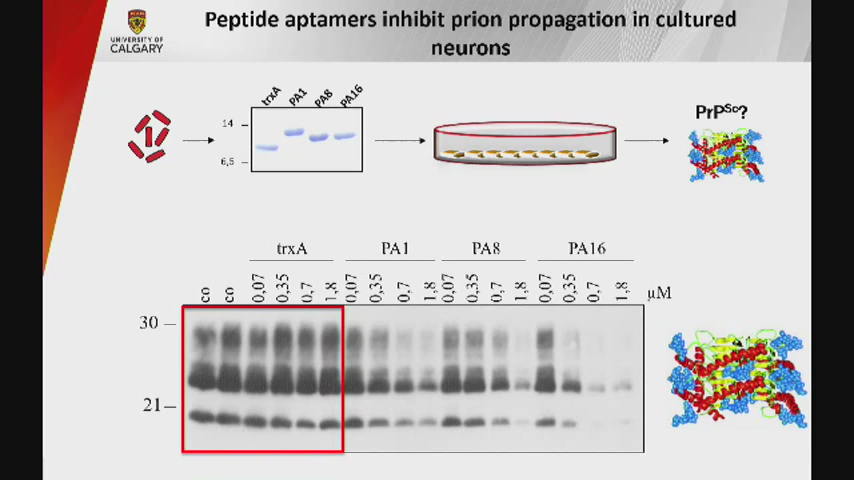 Peptide aptamers inhibit prion propagation in cultured
neurons
UNIVERSITY OF
CALGARY
trxA PA1 PA8 PA16
14
6,5
PrPSc?
trxA PA1 PA8 PA16
co co 0,07 0,35 0,7 1,8 0,07 0,35 0,7 1,8 0,07 0,35 0,7 1,8 0,07 0,35 0,7 1,8 µM
30
21